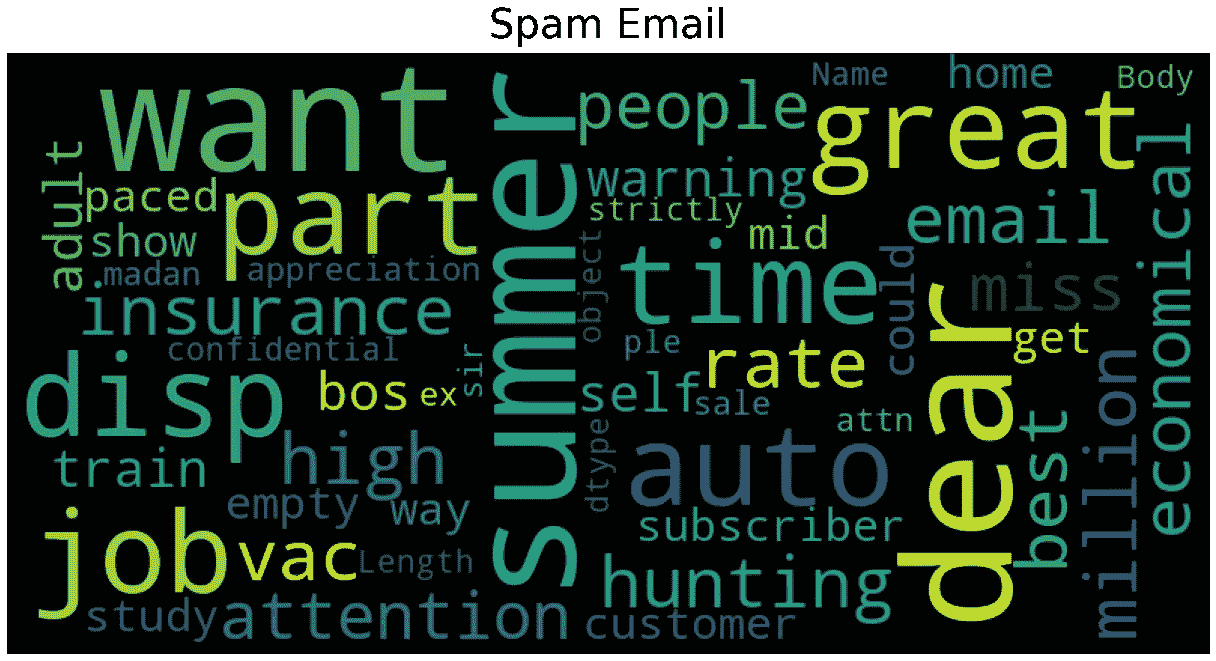 Spam Email
want
summer
people
Name
home
Body
great
adult
paced
part
warning
strictly
mid
email
economical
show
madan
appreciation
object
time
could
miss
insurance
confidential
sir
ple
rate
dear
get
disp
bos
ex
self
sale
attn
million
train
high
dtype
auto
best
empty
way
subscriber
job
vac
Length
hunting
study
attention
customer